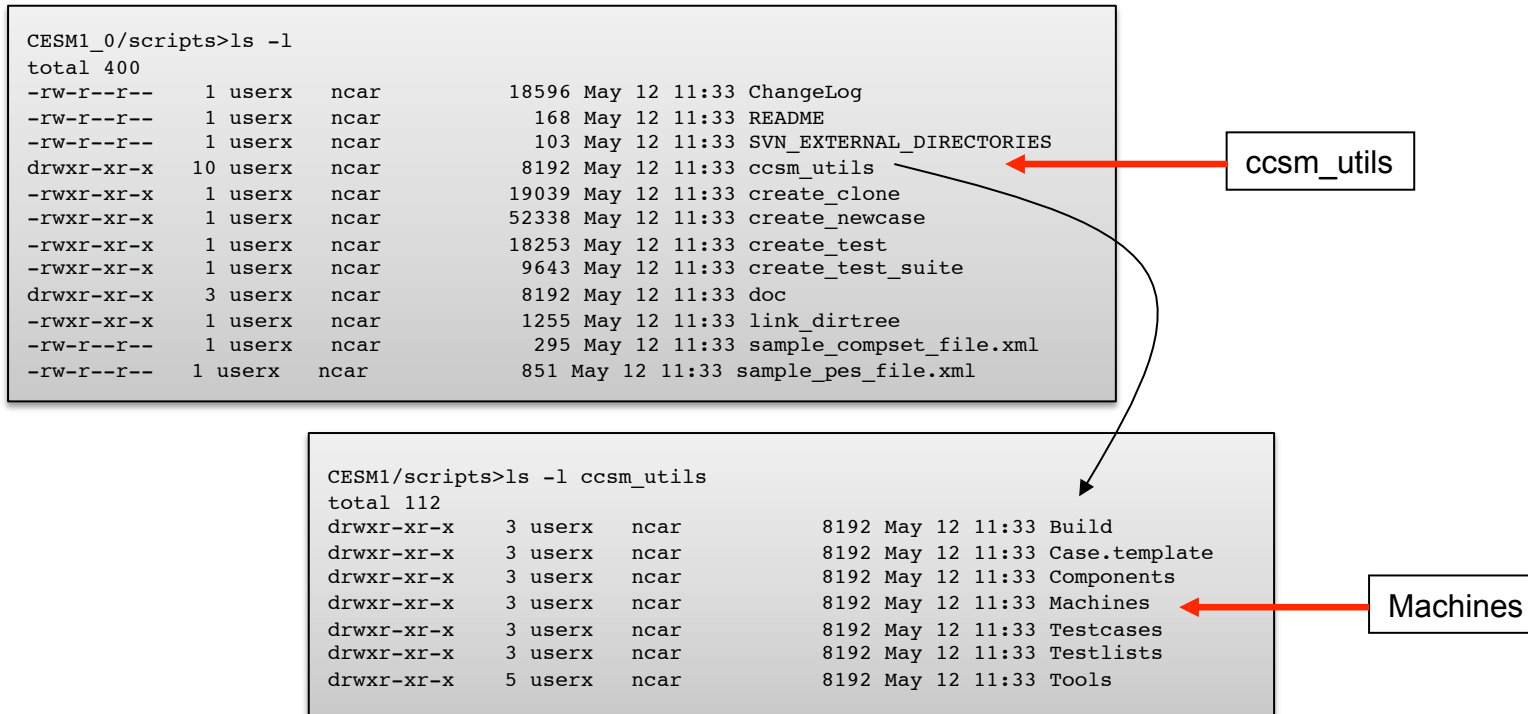 CESM1_0/scripts>ls -l
total 400
-rw-r--r-- 1 userx ncar 18596 May 12 11:33 ChangeLog
-rw-r--r-- 1 userx ncar 168 May 12 11:33 README
-rw-r--r-- 1 userx ncar 103 May 12 11:33 SVN_EXTERNAL_DIRECTORIES
drwxr-xr-x 10 userx ncar 8192 May 12 11:33 ccsm_utils
-rwxr-xr-x 1 userx ncar 19039 May 12 11:33 create_clone
-rwxr-xr-x 1 userx ncar 52338 May 12 11:33 create_newcase
-rwxr-xr-x 1 userx ncar 18253 May 12 11:33 create_test
-rwxr-xr-x 1 userx ncar 9643 May 12 11:33 create_test_suite
drwxr-xr-x 3 userx ncar 8192 May 12 11:33 doc
-rwxr-xr-x 1 userx ncar 1255 May 12 11:33 link_dirtree
-rw-r--r-- 1 userx ncar 295 May 12 11:33 sample_compset_file.xml
-rw-r--r-- 1 userx ncar 851 May 12 11:33 sample_pes_file.xml
ccsm_utils
CESM1/scripts>ls -l ccsm_utils
total 112
drwxr-xr-x 3 userx ncar 8192 May 12 11:33 Build
drwxr-xr-x 3 userx ncar 8192 May 12 11:33 Case.template
drwxr-xr-x 3 userx ncar 8192 May 12 11:33 Components
drwxr-xr-x 3 userx ncar 8192 May 12 11:33 Machines
drwxr-xr-x 3 userx ncar 8192 May 12 11:33 Testcases
drwxr-xr-x 3 userx ncar 8192 May 12 11:33 Testlists
drwxr-xr-x 5 userx ncar 8192 May 12 11:33 Tools
Machines